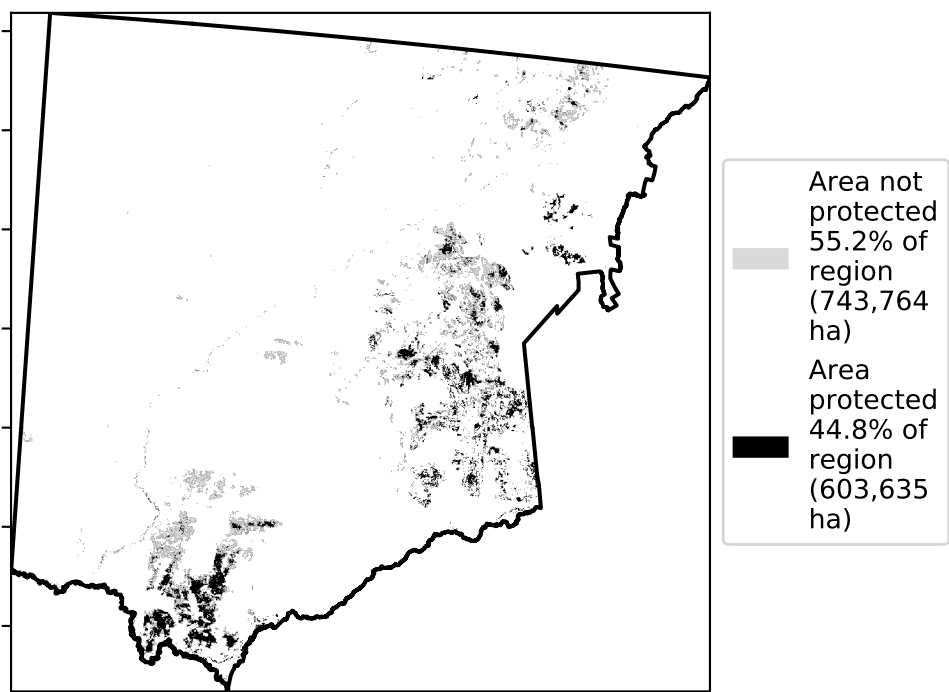 Area not
protected
55.2% of
region
(743,764
ha)
Area
protected
44.8% of
region
(603,635
ha)